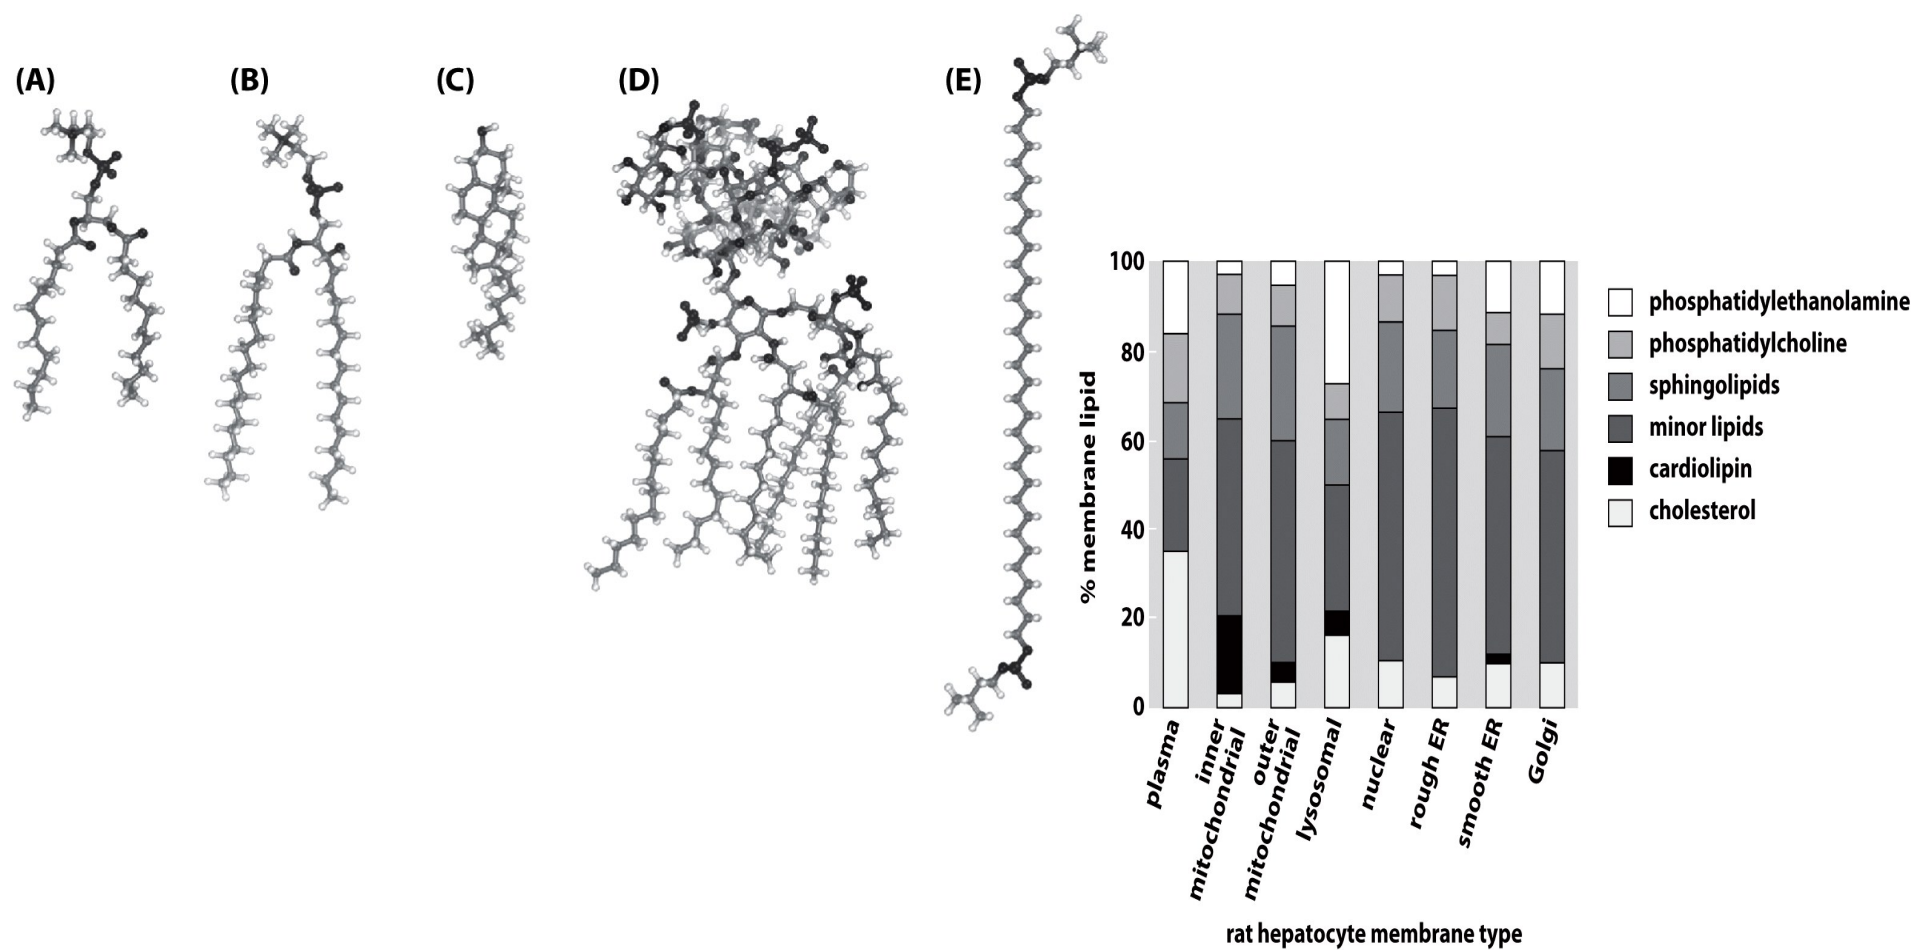 (A)
(B)
(C)
(D)
(E)
% membrane lipid
100
80
60
40
20
0
plasma
inner
mitochondrial
outer
mitochondrial
lysosomal
nuclear
rough ER
smooth ER
Golgi
rat hepatocyte membrane type
phosphatidylethanolamine
phosphatidylcholine
sphingolipids
minor lipids
cardiolipin
cholesterol